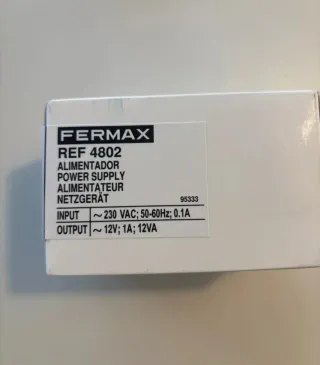 FERMAX
REF 4802
ALIMENTADOR
POWER SUPPLY
ALIMENTATEUR
NETZGERÄT 95333
INPUT ~ 230 VAC; 50-60Hz; 0.1A
OUTPUT ~ 12V; 1A; 12VA